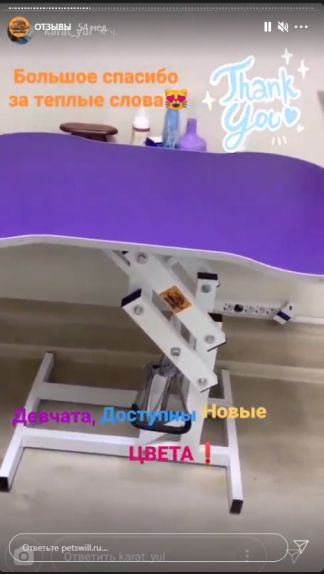 ОТЗЫВЫ 54 нед.
karat_yul
Большое спасибо
за теплые слова😻
Thank
you
Девчата, Доступны Новые
ЦВЕТА❗
Ответьте petswill.ru...
Ответить karat_yul